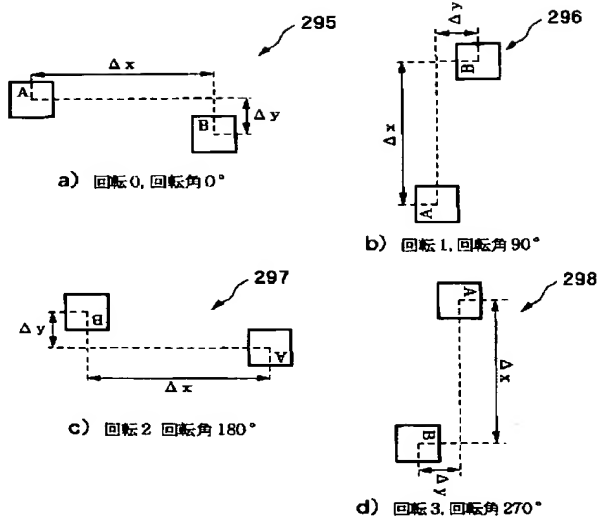 295
Δx
A
B
Δy
a) 回転0, 回転角0°
296
Δy
B
Δx
A
b) 回転1, 回転角90°
297
B
Δy
A
Δx
c) 回転2 回転角180°
298
A
Δx
B
Δy
d) 回転3, 回転角270°